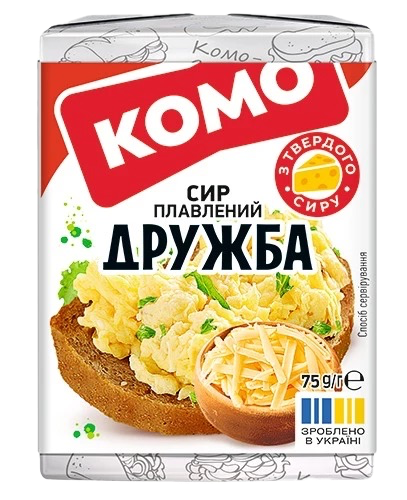 Комо
КОМО
З ТВЕРДОГО
СИРУ
СИР
ПЛАВЛЕНИЙ
ДРУЖБА
Спосіб сервірування
75 g/г e
ЗРОБЛЕНО
В УКРАЇНІ